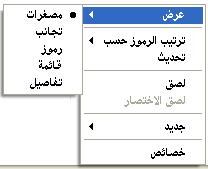 عرض
ترتيب الرموز حسب
تحديث
لصق
لصق الاختصار
جديد
خصائص
مصغرات
تجانب
رموز
قائمة
تفاصيل